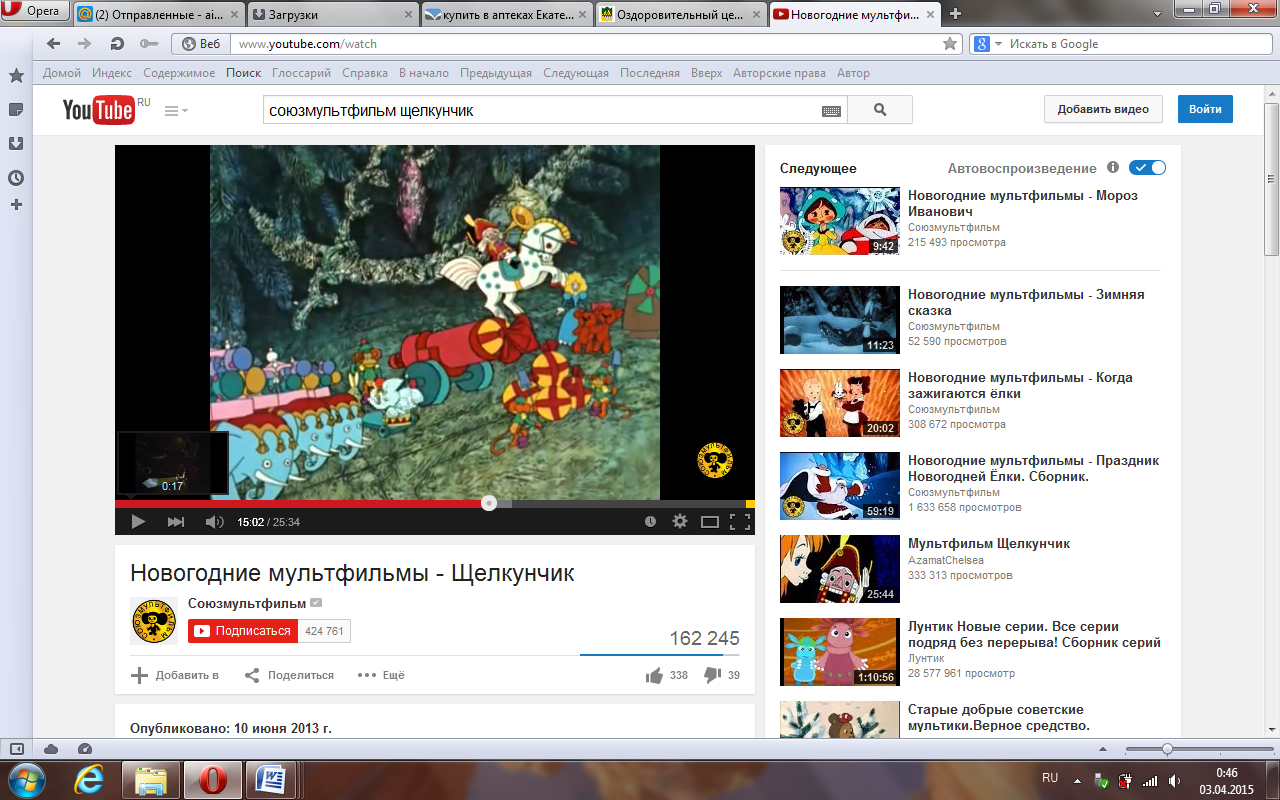 Opera
(2) Отправленные - ai...
Загрузки
купить в аптеках Екате...
Оздоровительный це...
Новогодние мультфи...
Веб
www.youtube.com/watch
Искать в Google
Домой Индекс Содержимое Поиск Глоссарий Справка В начало Предыдущая Следующая Последняя Вверх Авторские права Автор
YouTube RU
союзмультфильм щелкунчик
Добавить видео
Войти
СОЮЗМУЛЬТФИЛЬМ
0:17
15:02 / 25:34
Новогодние мультфильмы - Щелкунчик
СОЮЗМУЛЬТФИЛЬМ
Союзмультфильм
Подписаться 424 761
162 245
Добавить в Поделиться Ещё
338 39
Опубликовано: 10 июня 2013 г.
Следующее
Автовоспроизведение
9:42
Новогодние мультфильмы - Мороз
Иванович
Союзмультфильм
215 493 просмотра
11:23
Новогодние мультфильмы - Зимняя
сказка
Союзмультфильм
52 590 просмотров
20:02
Новогодние мультфильмы - Когда
зажигаются ёлки
Союзмультфильм
308 672 просмотра
59:19
Новогодние мультфильмы - Праздник
Новогодней Ёлки. Сборник.
Союзмультфильм
1 633 658 просмотров
25:44
Мультфильм Щелкунчик
AzamatChelsea
333 313 просмотров
1:10:56
Лунтик Новые серии. Все серии
подряд без перерыва! Сборник серий
Лунтик
28 577 961 просмотр
Старые добрые советские
мультики.Верное средство.
RU
0:46
03.04.2015